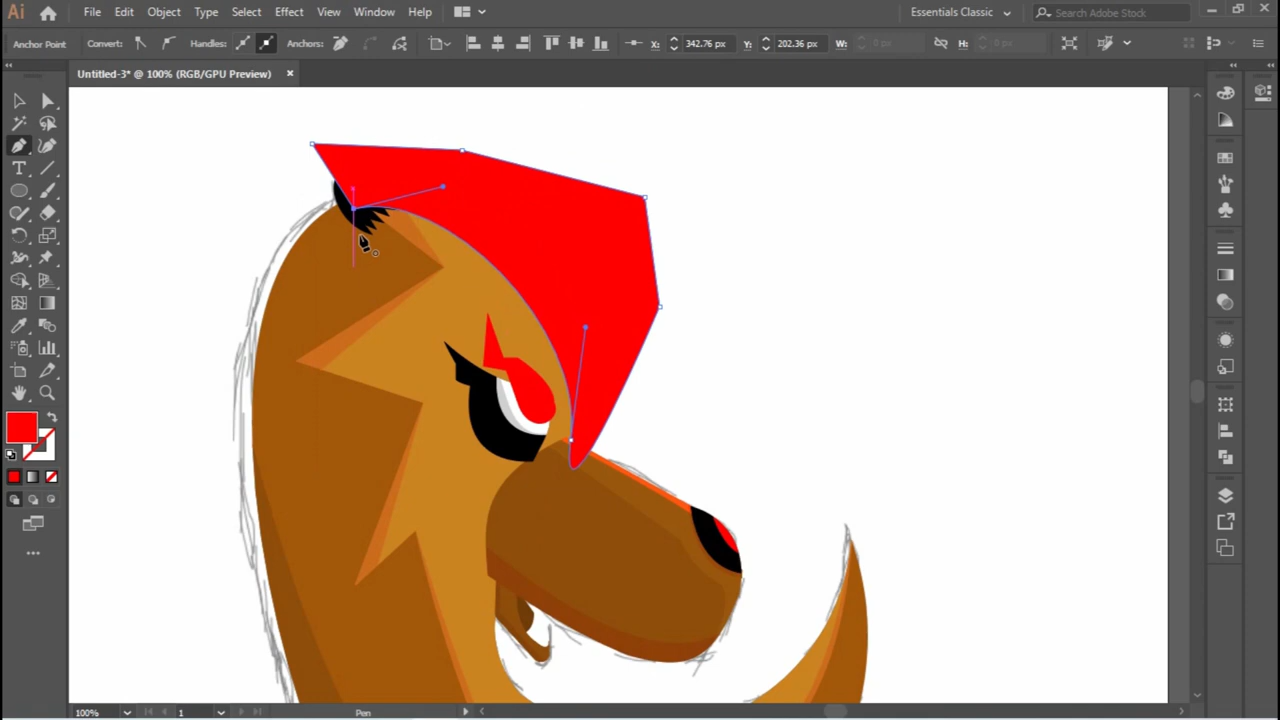 Ai File Edit Object Type Select Effect View Window Help Essentials Classic Search Adobe Stock
Anchor Point Convert: Handles: Anchors: X: 342.76 px Y: 202.36 px W: 0 px H: 0 px
Untitled-3* @ 100% (RGB/GPU Preview)
100% 1 Pen